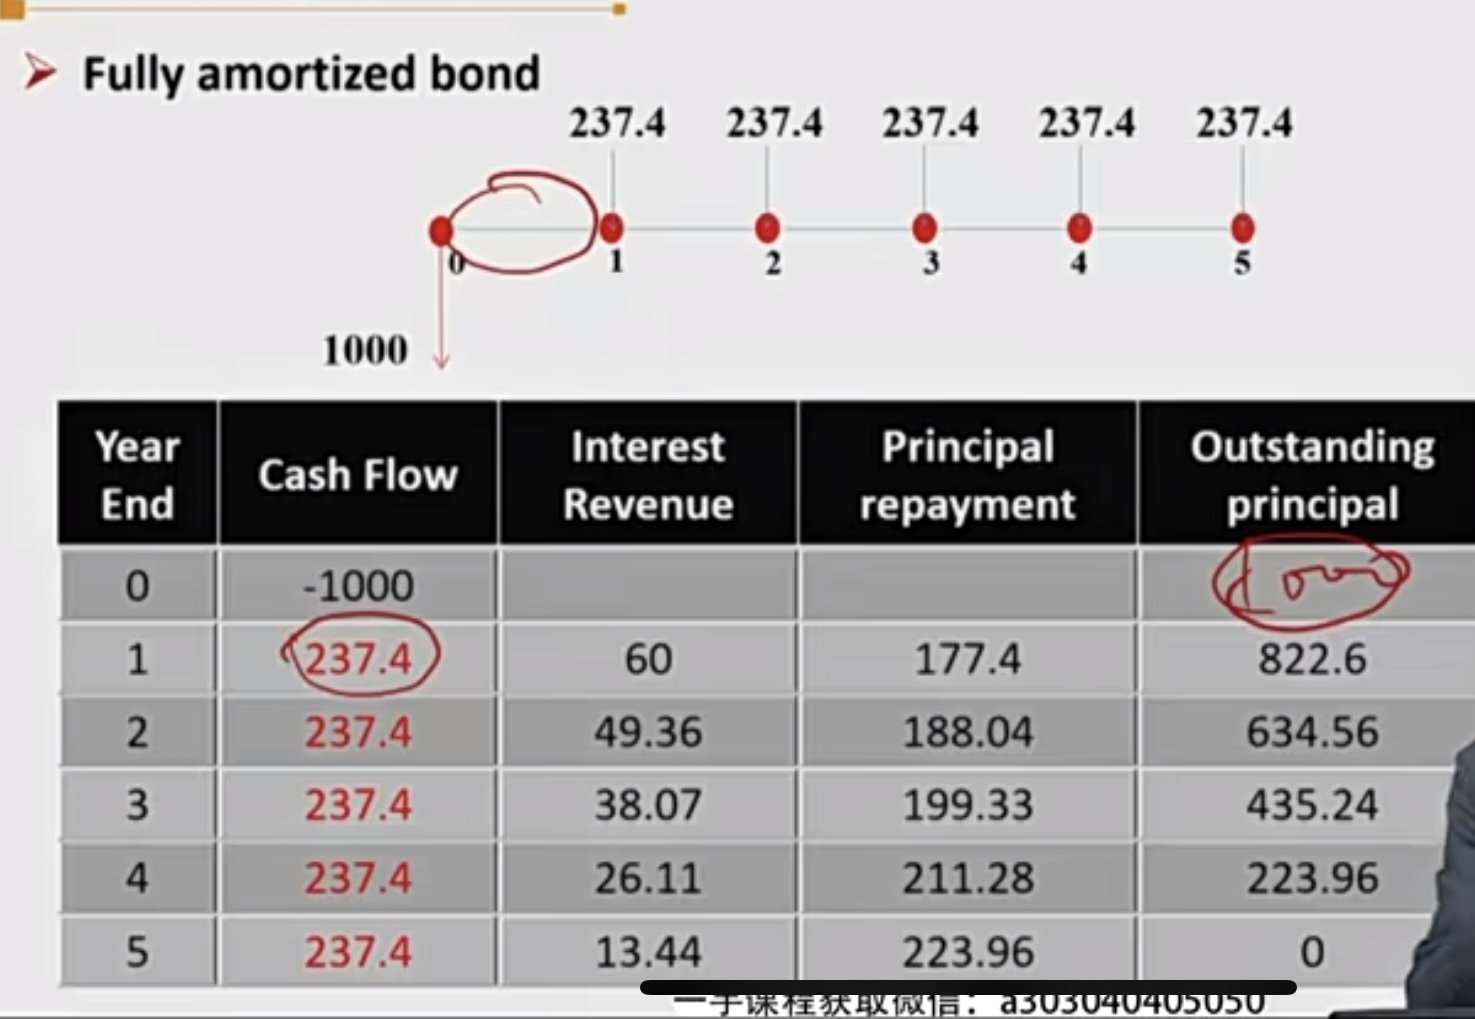 Fully amortized bond
237.4 237.4 237.4 237.4 237.4
0 1 2 3 4 5
1000
Year End Cash Flow Interest Revenue Principal repayment Outstanding principal
0 -1000
1 237.4 60 177.4 822.6
2 237.4 49.36 188.04 634.56
3 237.4 38.07 199.33 435.24
4 237.4 26.11 211.28 223.96
5 237.4 13.44 223.96 0
一手课程获取微信：a303040405050